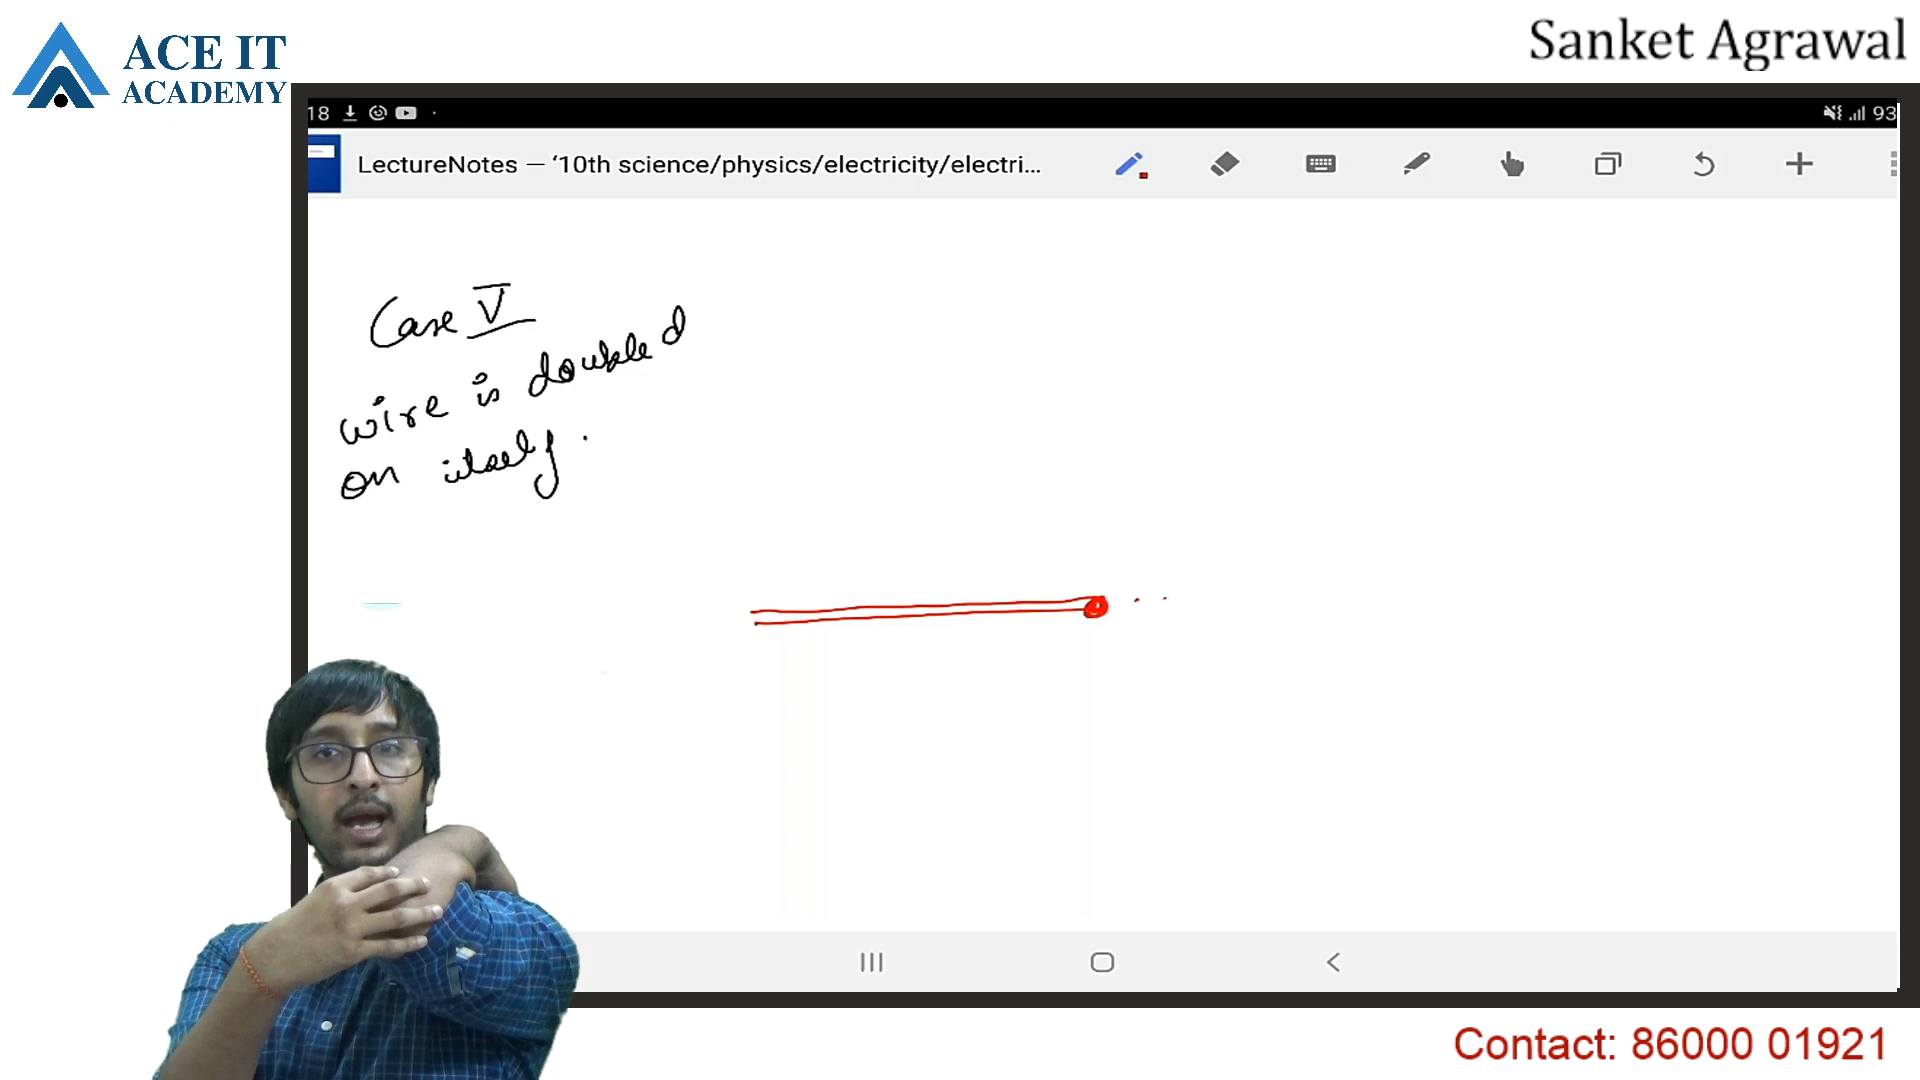 ACE IT
ACADEMY
Sanket Agrawal
18
93
LectureNotes — ‘10th science/physics/electricity/electri...
Case V
wire is doubled
on itself.
Contact: 86000 01921